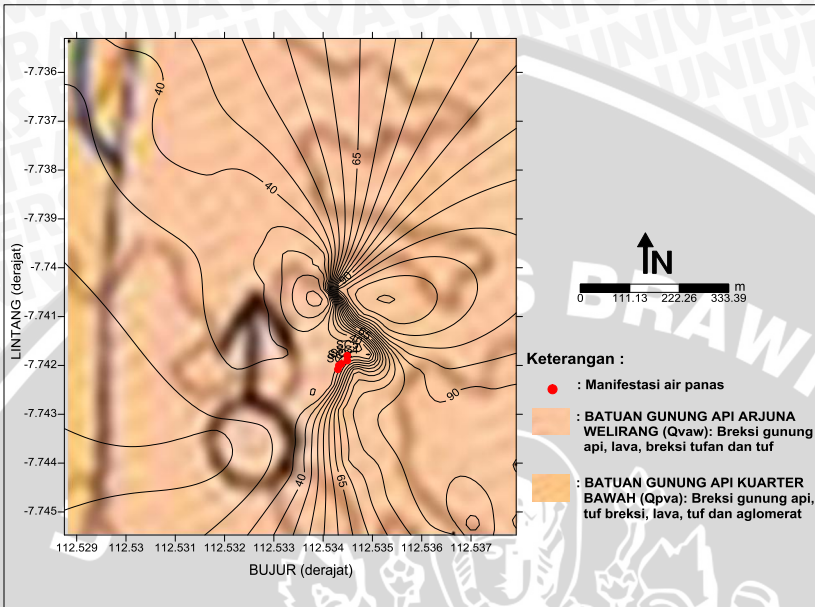 -7.736
-7.737
-7.738
-7.739
-7.74
-7.741
-7.742
-7.743
-7.744
-7.745
LINTANG (derajat)
40
65
40
90
40
65
112.529 112.53 112.531 112.532 112.533 112.534 112.535 112.536 112.537
BUJUR (derajat)
N
m
0 111.13 222.26 333.39
Keterangan :
: Manifestasi air panas
: BATUAN GUNUNG API ARJUNA
WELIRANG (Qvaw): Breksi gunung
api, lava, breksi tufan dan tuf
: BATUAN GUNUNG API KUARTER
BAWAH (Qpva): Breksi gunung api,
tuf breksi, lava, tuf dan aglomerat
S BRAWI